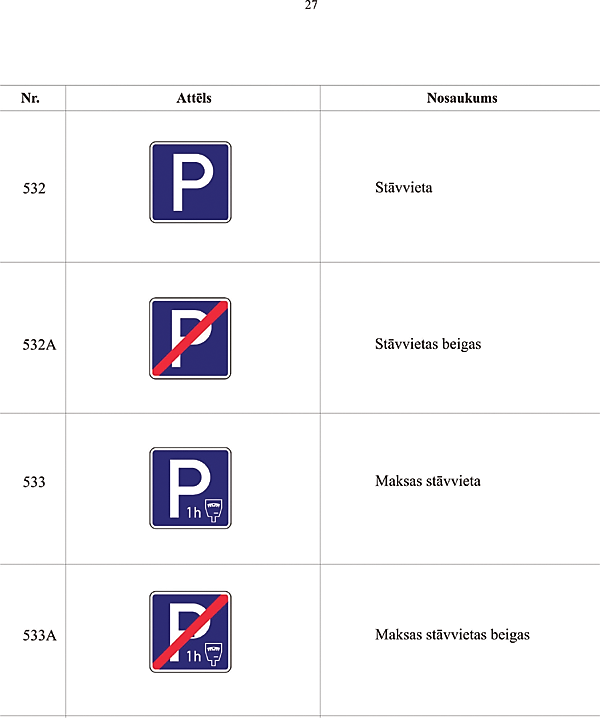 27
Nr. Attēls Nosaukums
532 P Stāvvieta
532A P Stāvvietas beigas
533 P 1h Maksas stāvvieta
533A P 1h Maksas stāvvietas beigas